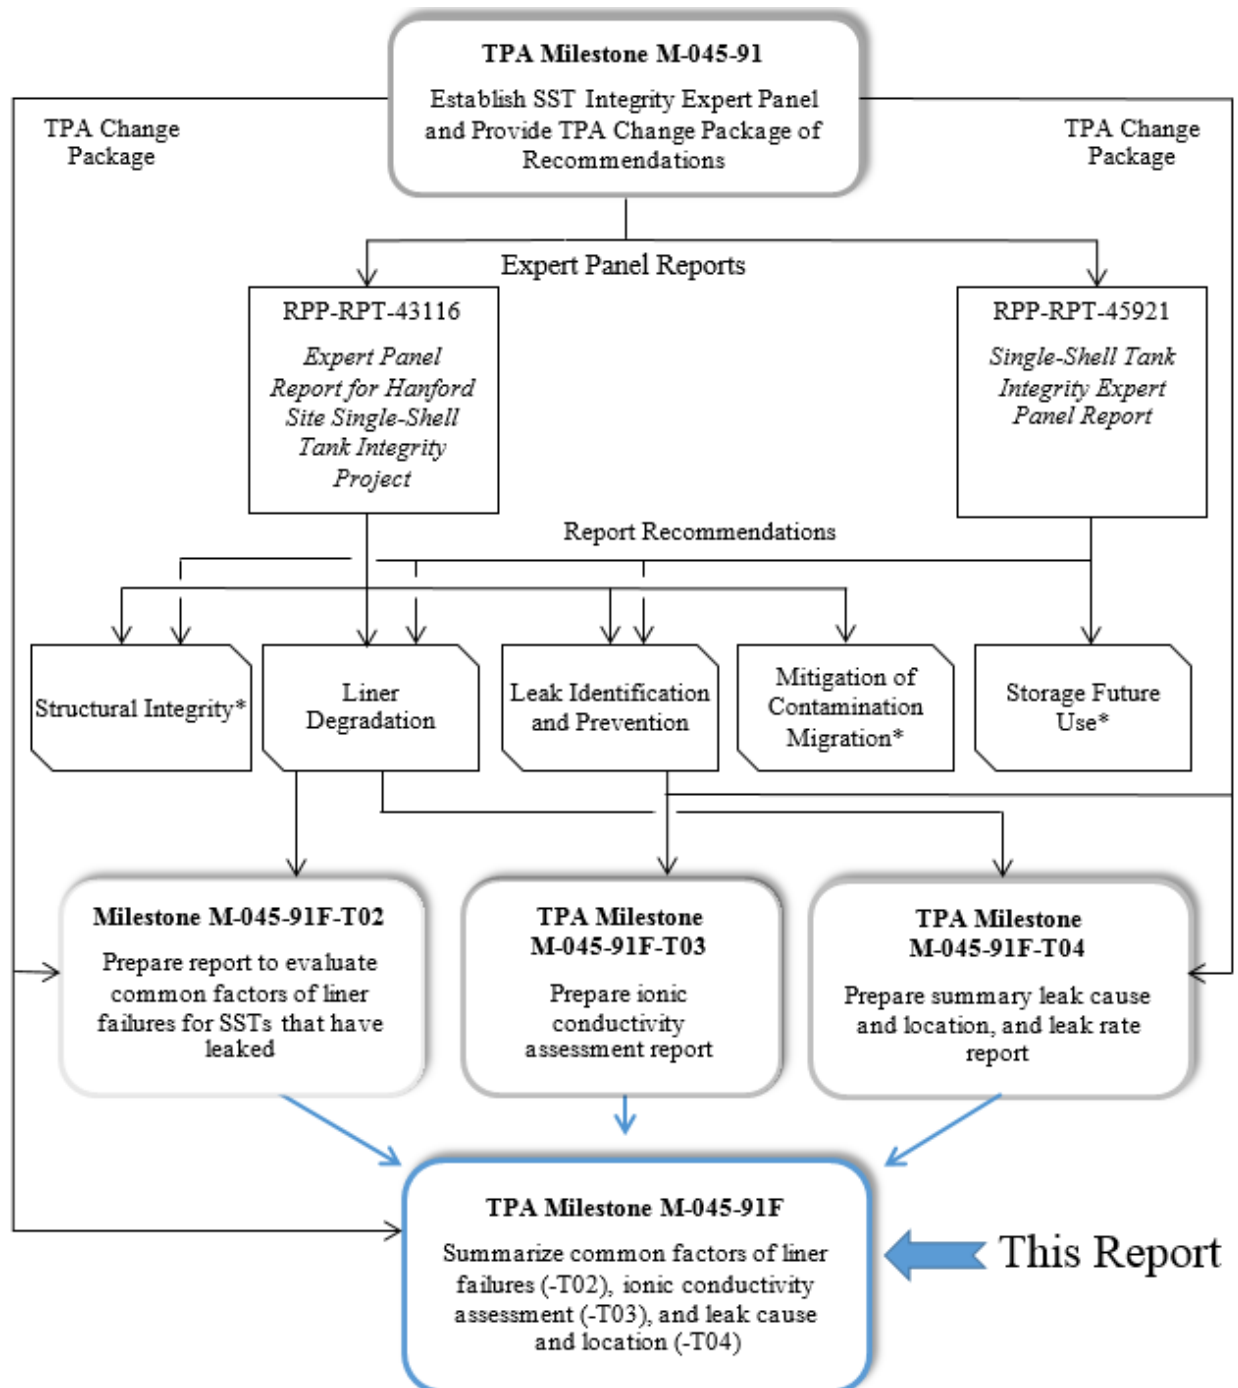 TPA Milestone M-045-91
Establish SST Integrity Expert Panel
and Provide TPA Change Package of
Recommendations
TPA Change
Package
TPA Change
Package
Expert Panel Reports
RPP-RPT-43116
Expert Panel
Report for Hanford
Site Single-Shell
Tank Integrity
Project
RPP-RPT-45921
Single-Shell Tank
Integrity Expert
Panel Report
Report Recommendations
Structural Integrity*
Liner
Degradation
Leak Identification
and Prevention
Mitigation of
Contamination
Migration*
Storage Future
Use*
Milestone M-045-91F-T02
Prepare report to evaluate
common factors of liner
failures for SSTs that have
leaked
TPA Milestone
M-045-91F-T03
Prepare ionic
conductivity
assessment report
TPA Milestone
M-045-91F-T04
Prepare summary leak cause
and location, and leak rate
report
TPA Milestone M-045-91F
Summarize common factors of liner
failures (-T02), ionic conductivity
assessment (-T03), and leak cause
and location (-T04)
This Report